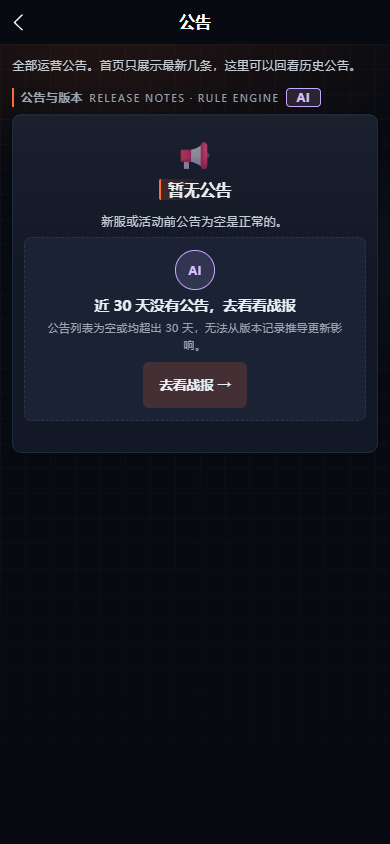 公告
全部运营公告。首页只展示最新几条，这里可以回看历史公告。
公告与版本 RELEASE NOTES · RULE ENGINE AI
暂无公告
新服或活动前公告为空是正常的。
AI
近 30 天没有公告，去看看战报
公告列表为空或均超出 30 天，无法从版本记录推导更新影
响。
去看战报 →